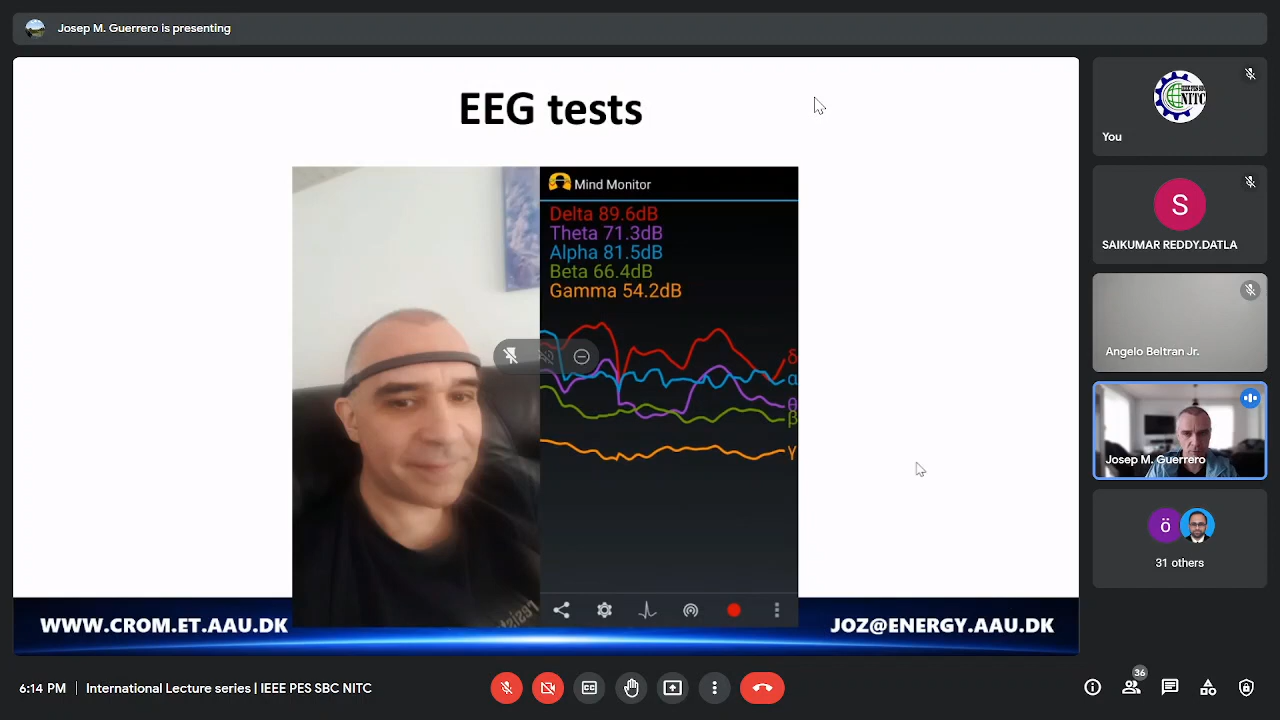 Josep M. Guerrero is presenting
EEG tests
Mind Monitor
Delta 89.6dB
Theta 71.3dB
Alpha 81.5dB
Beta 66.4dB
Gamma 54.2dB
δ
α
θ
β
γ
WWW.CROM.ET.AAU.DK
JOZ@ENERGY.AAU.DK
NITC
You
S
SAIKUMAR REDDY.DATLA
Angelo Beltran Jr.
Josep M. Guerrero
ö
31 others
6:14 PM
International Lecture series | IEEE PES SBC NITC
CC
36